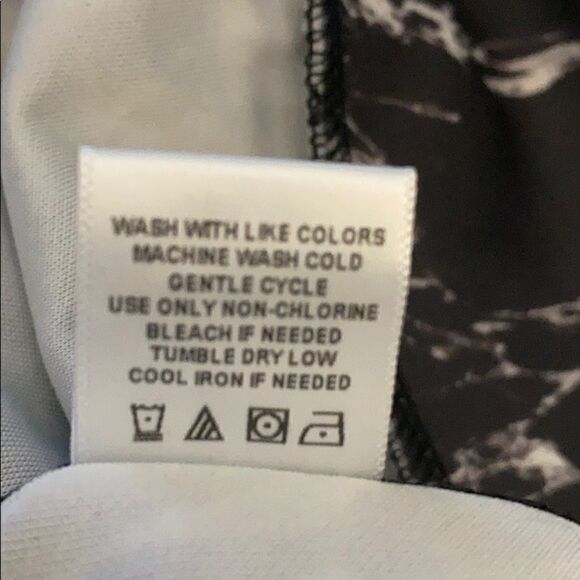 WASH WITH LIKE COLORS
MACHINE WASH COLD
GENTLE CYCLE
USE ONLY NON-CHLORINE
BLEACH IF NEEDED
TUMBLE DRY LOW
COOL IRON IF NEEDED